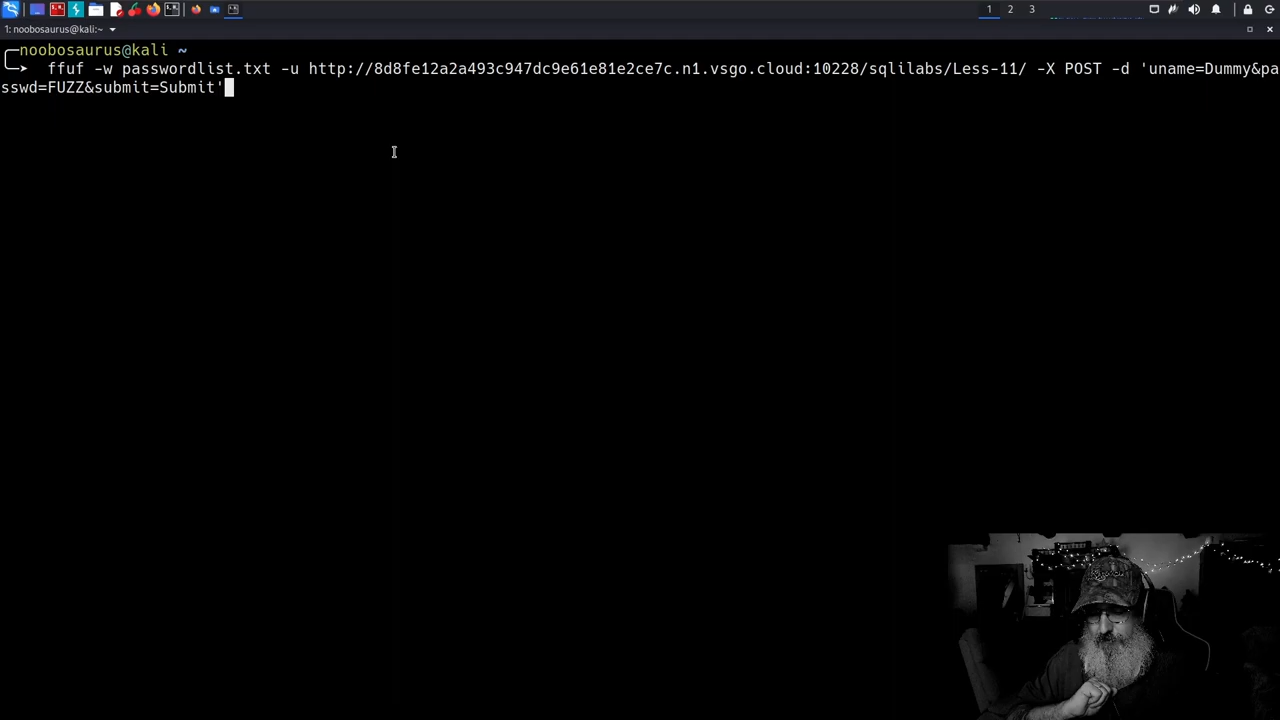 1 2 3
1: noobosaurus@kali:~
noobosaurus@kali ~
ffuf -w passwordlist.txt -u http://8d8fe12a2a493c947dc9e61e81e2ce7c.n1.vsgo.cloud:10228/sqlilabs/Less-11/ -X POST -d 'uname=Dummy&pa
sswd=FUZZ&submit=Submit'